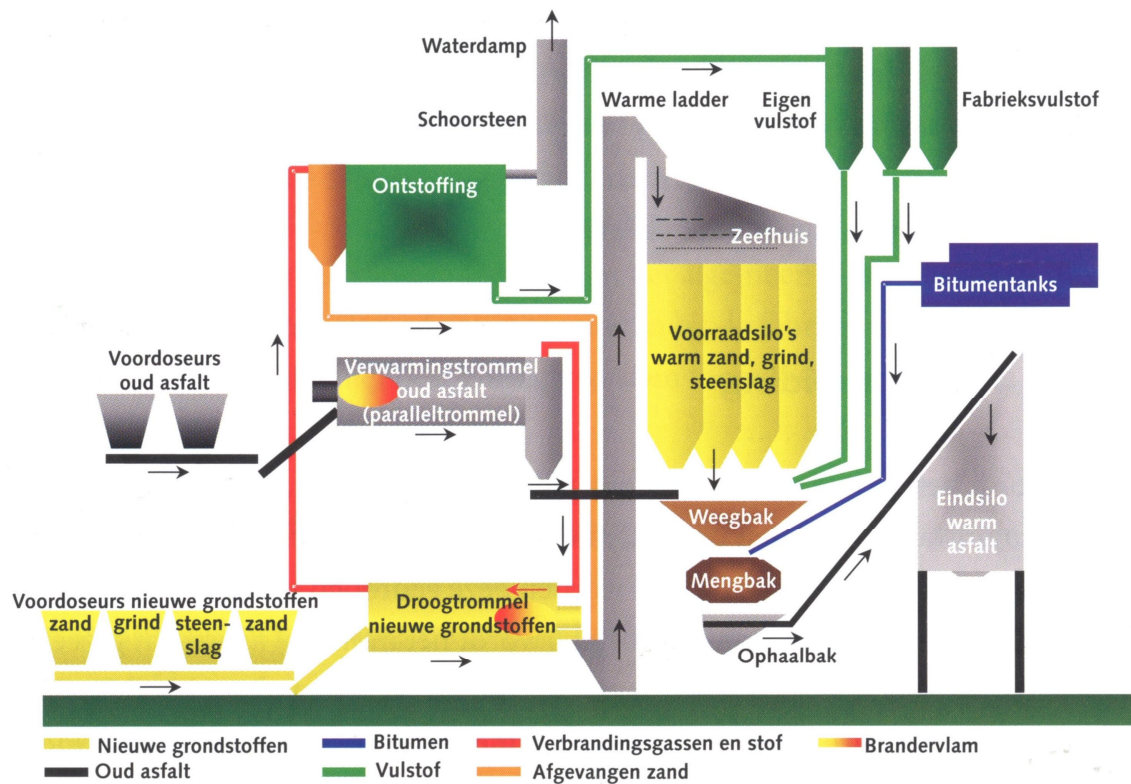 Waterdamp
Schoorsteen
Warme ladder
Eigen
vulstof
Fabrieksvulstof
Ontstoffing
Zeefhuis
Bitumentanks
Voorraadsilo's
warm zand, grind,
steenslag
Voordoseurs
oud asfalt
Verwarmingstrommel
oud asfalt
(paralleltrommel)
Weegbak
Eindsilo
warm
asfalt
Mengbak
Voordoseurs nieuwe grondstoffen
zand grind steen- zand
slag
Droogtrommel
nieuwe grondstoffen
Ophaalbak
Nieuwe grondstoffen Bitumen Verbrandingsgassen en stof Brandervlam
Oud asfalt Vulstof Afgevangen zand